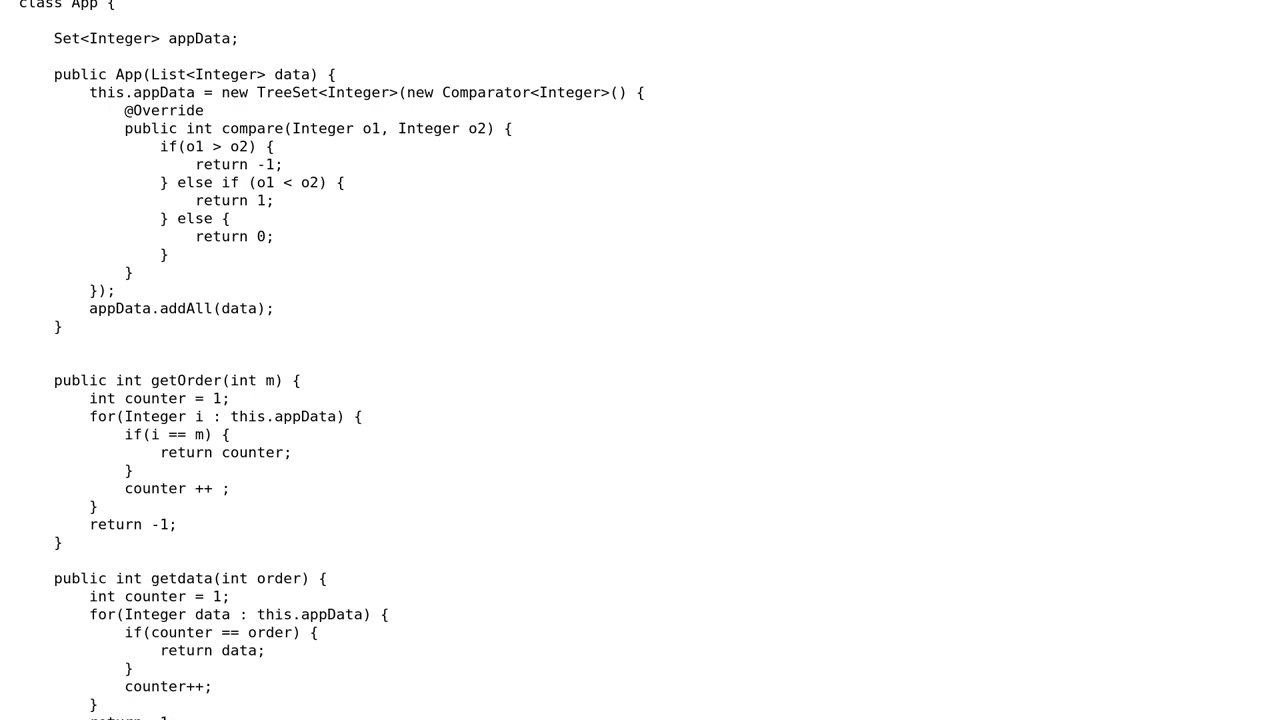 class App {
Set<Integer> appData;
public App(List<Integer> data) {
this.appData = new TreeSet<Integer>(new Comparator<Integer>() {
@Override
public int compare(Integer o1, Integer o2) {
if(o1 > o2) {
return -1;
} else if (o1 < o2) {
return 1;
} else {
return 0;
}
}
});
appData.addAll(data);
}
public int getOrder(int m) {
int counter = 1;
for(Integer i : this.appData) {
if(i == m) {
return counter;
}
counter ++ ;
}
return -1;
}
public int getdata(int order) {
int counter = 1;
for(Integer data : this.appData) {
if(counter == order) {
return data;
}
counter++;
}
return -1;